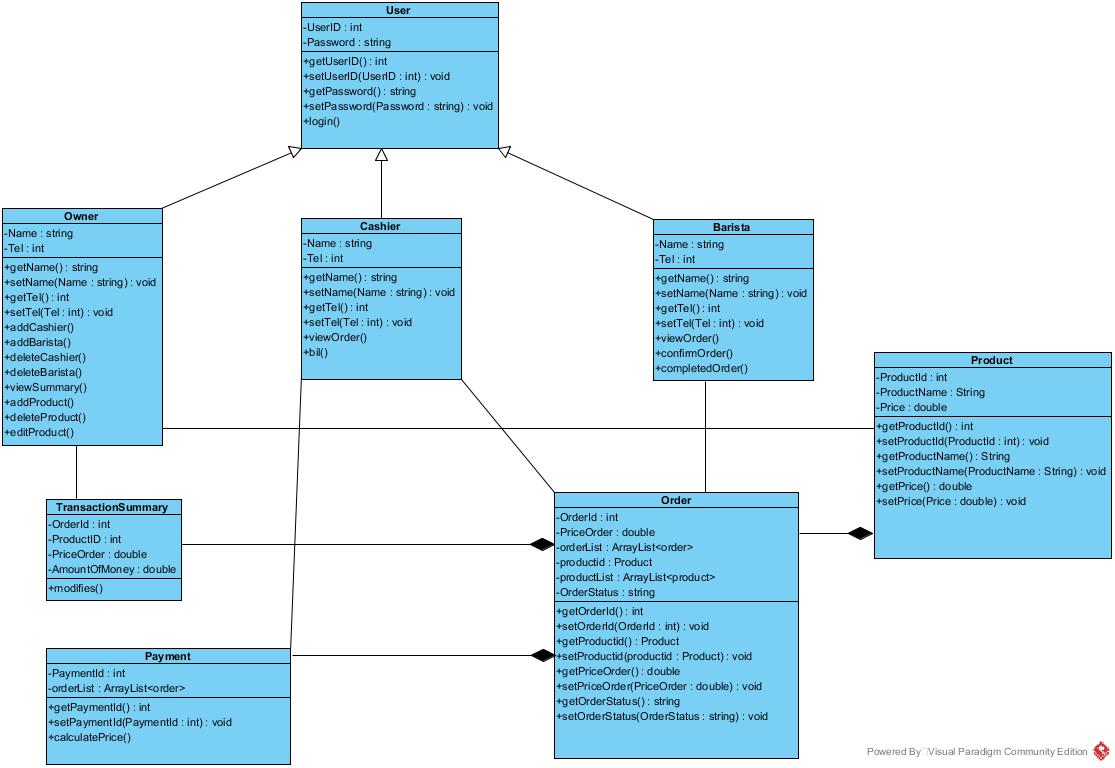 User
-UserID : int
-Password : string
+getUserID() : int
+setUserID(UserID : int) : void
+getPassword() : string
+setPassword(Password : string) : void
+login()
Owner
-Name : string
-Tel : int
+getName() : string
+setName(Name : string) : void
+getTel() : int
+setTel(Tel : int) : void
+addCashier()
+addBarista()
+deleteCashier()
+deleteBarista()
+viewSummary()
+addProduct()
+deleteProduct()
+editProduct()
Cashier
-Name : string
-Tel : int
+getName() : string
+setName(Name : string) : void
+getTel() : int
+setTel(Tel : int) : void
+viewOrder()
+bil()
Barista
-Name : string
-Tel : int
+getName() : string
+setName(Name : string) : void
+getTel() : int
+setTel(Tel : int) : void
+viewOrder()
+confirmOrder()
+completedOrder()
Product
-ProductId : int
-ProductName : String
-Price : double
+getProductId() : int
+setProductId(ProductId : int) : void
+getProductName() : String
+setProductName(ProductName : String) : void
+getPrice() : double
+setPrice(Price : double) : void
TransactionSummary
-OrderId : int
-ProductID : int
-PriceOrder : double
-AmountOfMoney : double
+modifies()
Order
-OrderId : int
-PriceOrder : double
-orderList : ArrayList<order>
-productid : Product
-productList : ArrayList<product>
-OrderStatus : string
+getOrderId() : int
+setOrderId(OrderId : int) : void
+getProductid() : Product
+setProductid(productid : Product) : void
+getPriceOrder() : double
+setPriceOrder(PriceOrder : double) : void
+getOrderStatus() : string
+setOrderStatus(OrderStatus : string) : void
Payment
-PaymentId : int
-orderList : ArrayList<order>
+getPaymentId() : int
+setPaymentId(PaymentId : int) : void
+calculatePrice()
Powered By Visual Paradigm Community Edition